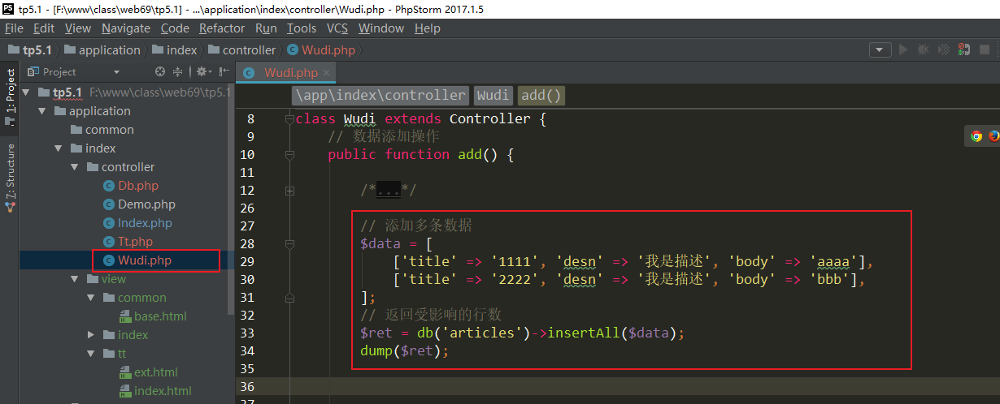 tp5.1 - [F:\www\class\web69\tp5.1] - ...\application\index\controller\Wudi.php - PhpStorm 2017.1.5
File Edit View Navigate Code Refactor Run Tools VCS Window Help
tp5.1 application index controller Wudi.php
Project
Wudi.php ×
1: Project
7: Structure
tp5.1 F:\www\class\web69\tp5.1
application
common
index
controller
Db.php
Demo.php
Index.php
Tt.php
Wudi.php
view
common
base.html
index
tt
ext.html
index.html
\app\index\controller Wudi add()
8 class Wudi extends Controller {
9 // 数据添加操作
10 public function add() {
11
12 /*...*/
26
27 // 添加多条数据
28 $data = [
29 ['title' => '1111', 'desn' => '我是描述', 'body' => 'aaaa'],
30 ['title' => '2222', 'desn' => '我是描述', 'body' => 'bbb'],
31 ];
32 // 返回受影响的行数
33 $ret = db('articles')->insertAll($data);
34 dump($ret);
35
36
37